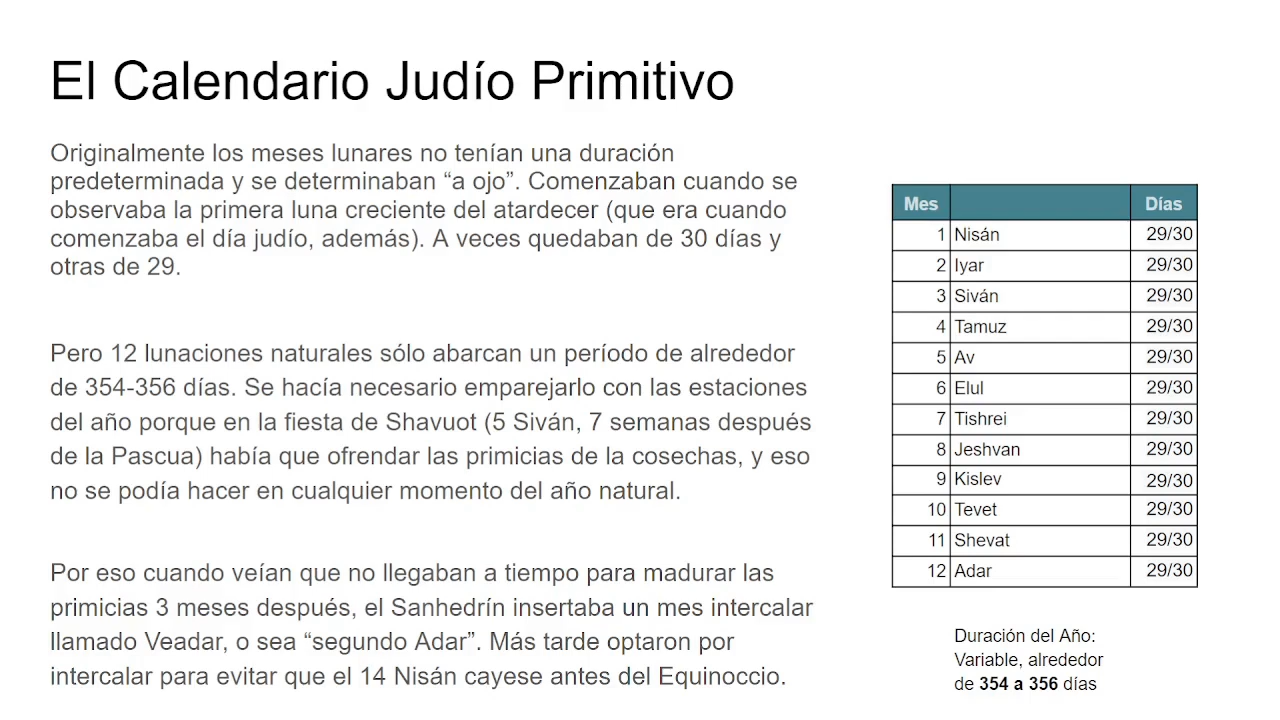 El Calendario Judío Primitivo
Originalmente los meses lunares no tenían una duración
predeterminada y se determinaban “a ojo”. Comenzaban cuando se
observaba la primera luna creciente del atardecer (que era cuando
comenzaba el día judío, además). A veces quedaban de 30 días y
otras de 29.
Pero 12 lunaciones naturales sólo abarcan un período de alrededor
de 354-356 días. Se hacía necesario emparejarlo con las estaciones
del año porque en la fiesta de Shavuot (5 Siván, 7 semanas después
de la Pascua) había que ofrendar las primicias de la cosechas, y eso
no se podía hacer en cualquier momento del año natural.
Por eso cuando veían que no llegaban a tiempo para madurar las
primicias 3 meses después, el Sanhedrín insertaba un mes intercalar
llamado Veadar, o sea “segundo Adar”. Más tarde optaron por
intercalar para evitar que el 14 Nisán cayese antes del Equinoccio.
Mes Días
1 Nisán 29/30
2 Iyar 29/30
3 Siván 29/30
4 Tamuz 29/30
5 Av 29/30
6 Elul 29/30
7 Tishrei 29/30
8 Jeshvan 29/30
9 Kislev 29/30
10 Tevet 29/30
11 Shevat 29/30
12 Adar 29/30
Duración del Año:
Variable, alrededor
de 354 a 356 días